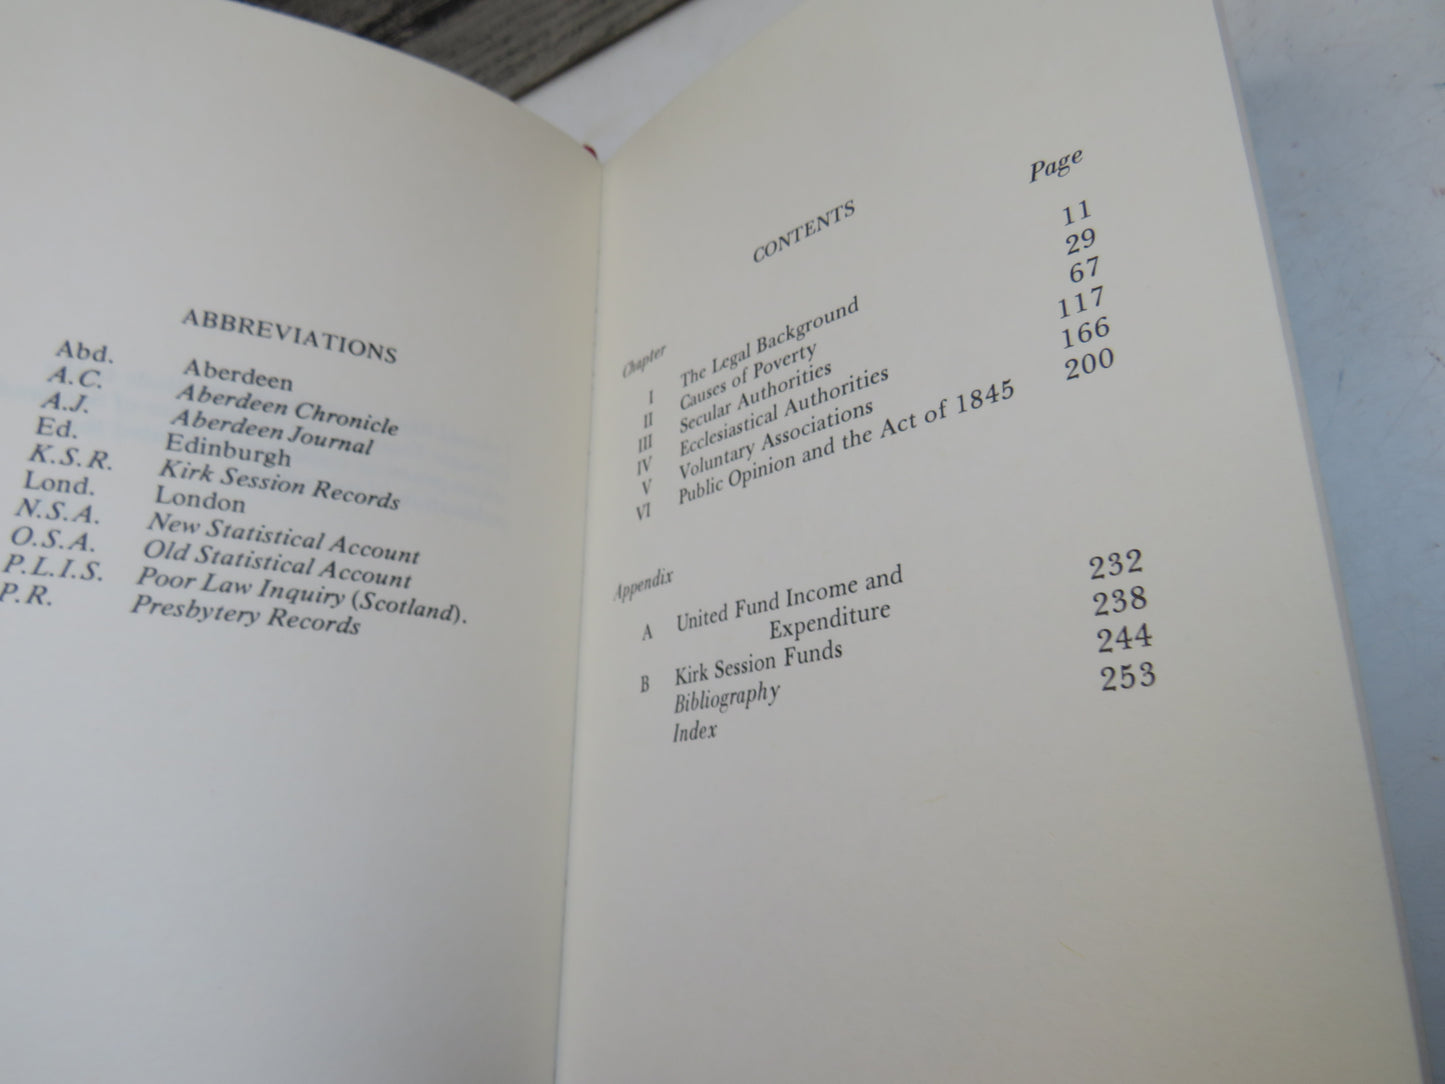 ABBREVIATIONS
Abd. Aberdeen
A.C. Aberdeen Chronicle
A.J. Aberdeen Journal
Ed. Edinburgh
K.S.R. Kirk Session Records
Lond. London
N.S.A. New Statistical Account
O.S.A. Old Statistical Account
P.L.I.S. Poor Law Inquiry (Scotland).
P.R. Presbytery Records
CONTENTS
Chapter Page
I The Legal Background 11
II Causes of Poverty 29
III Secular Authorities 67
IV Ecclesiastical Authorities 117
V Voluntary Associations 166
VI Public Opinion and the Act of 1845 200
Appendix
A United Fund Income and
Expenditure 232
B Kirk Session Funds 238
Bibliography 244
Index 253